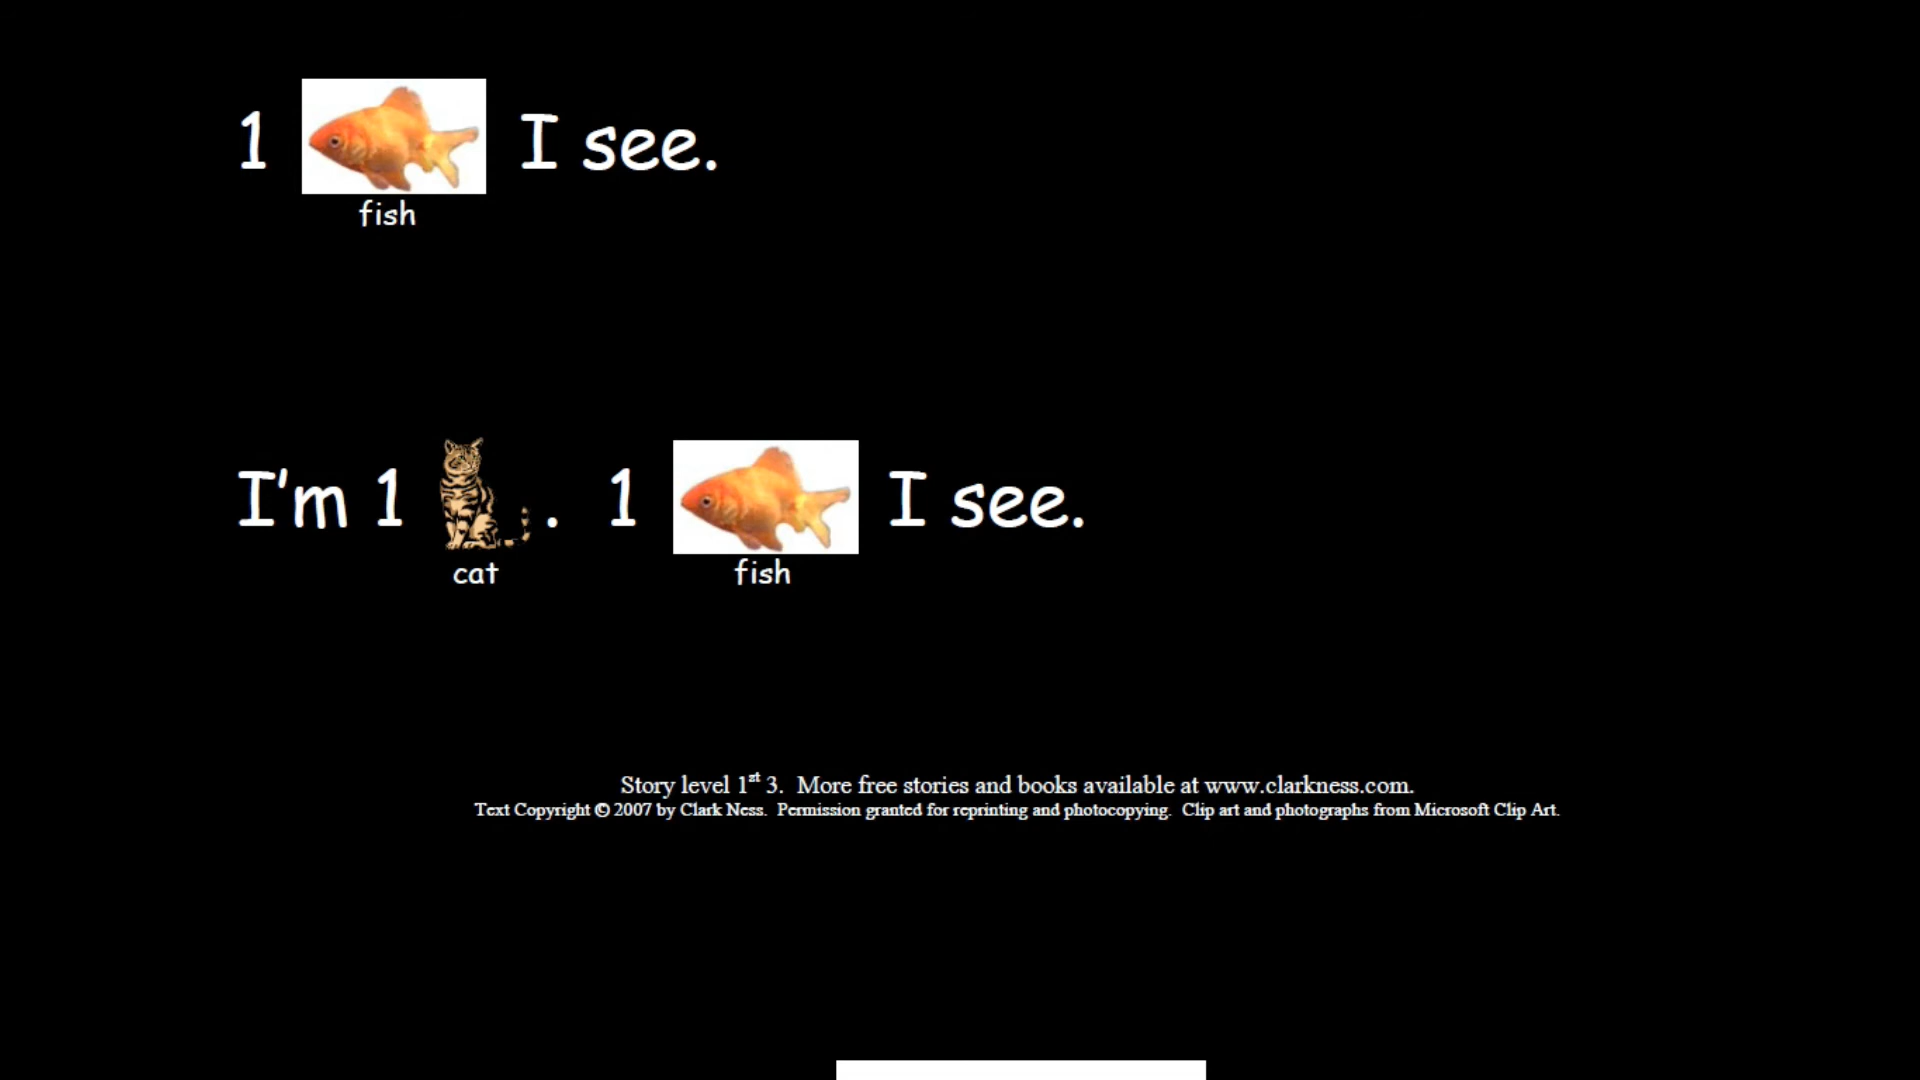 1 I see.
fish
I'm 1 . 1 I see.
cat fish
Story level 1st 3. More free stories and books available at www.clarkness.com.
Text Copyright © 2007 by Clark Ness. Permission granted for reprinting and photocopying. Clip art and photographs from Microsoft Clip Art.